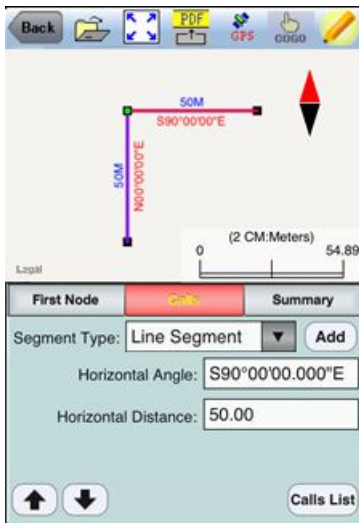 Back
PDF
GPS
COGO
50M
S90°00'00"E
50M
N00°00'00"E
(2 CM:Meters)
0 54.89
Legal
First Node Calls Summary
Segment Type: Line Segment Add
Horizontal Angle: S90°00'00.000"E
Horizontal Distance: 50.00
Calls List